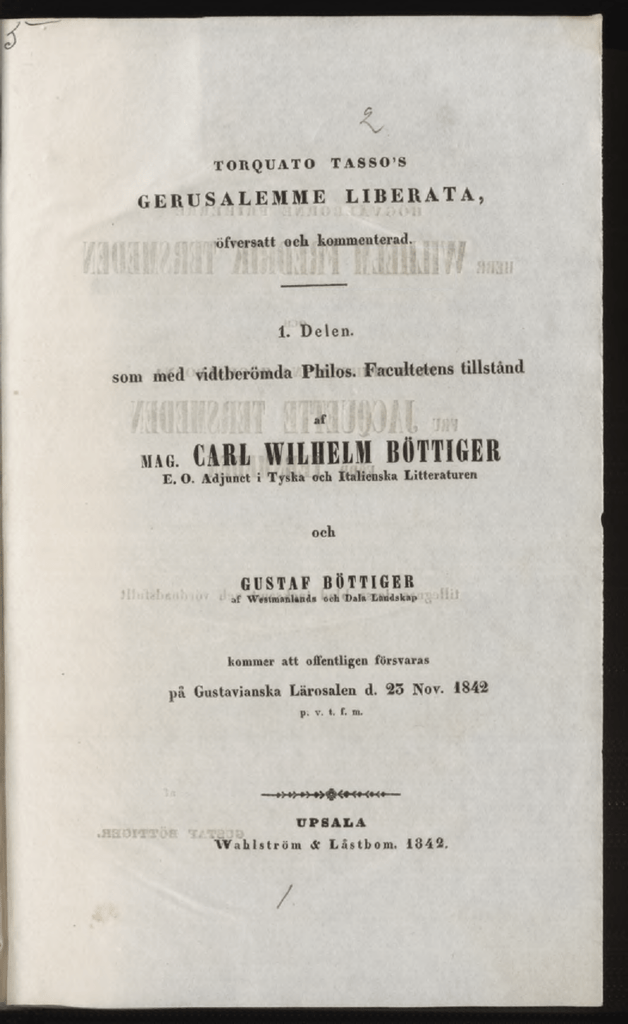 5
2
TORQUATO TASSO'S
GERUSALEMME LIBERATA,
öfversatt och kommenterad.
1. Delen.
som med vidtberömda Philos. Facultetens tillstånd
af
MAG. CARL WILHELM BÖTTIGER
E. O. Adjunct i Tyska och Italienska Litteraturen
och
GUSTAF BÖTTIGER
af Westmanlands och Dala Landskap
kommer att offentligen försvaras
på Gustavianska Lärosalen d. 23 Nov. 1842
p. v. t. f. m.
UPSALA
Wahlström & Låstbom. 1842.
1